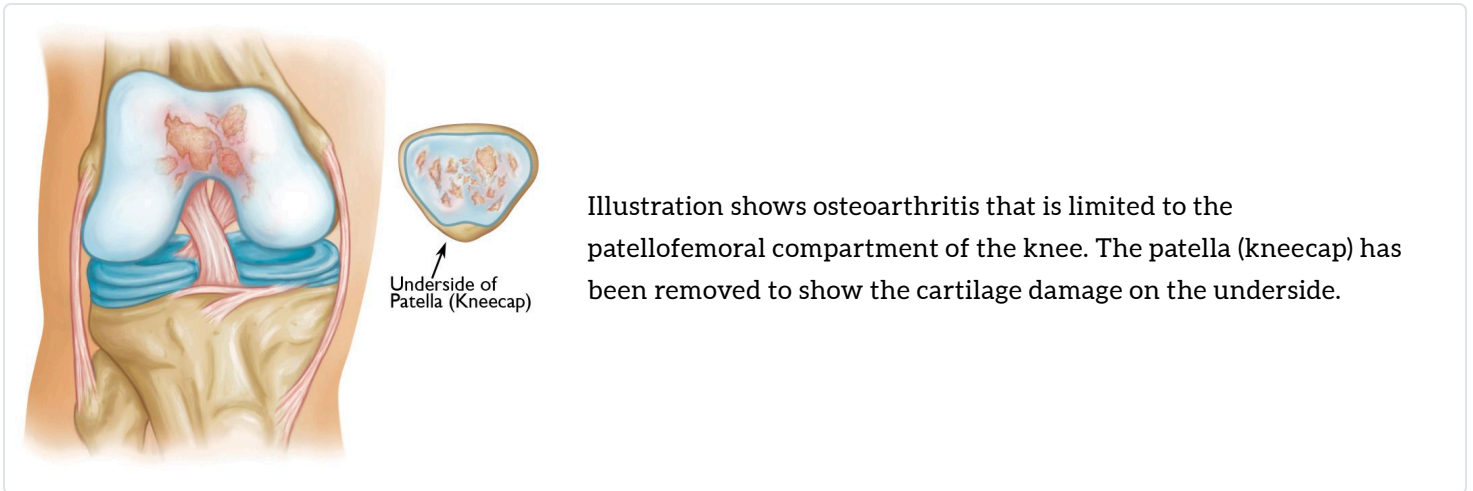 Underside of
Patella (Kneecap)
Illustration shows osteoarthritis that is limited to the
patellofemoral compartment of the knee. The patella (kneecap) has
been removed to show the cartilage damage on the underside.